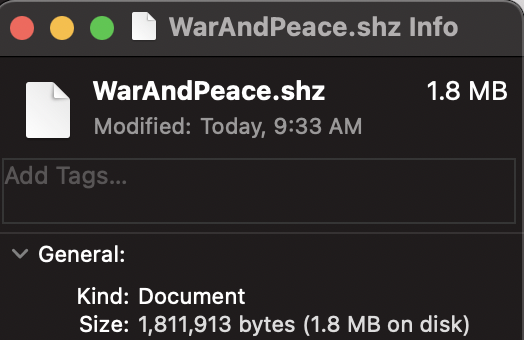 WarAndPeace.shz Info
WarAndPeace.shz 1.8 MB
Modified: Today, 9:33 AM
Add Tags...
General:
Kind: Document
Size: 1,811,913 bytes (1.8 MB on disk)